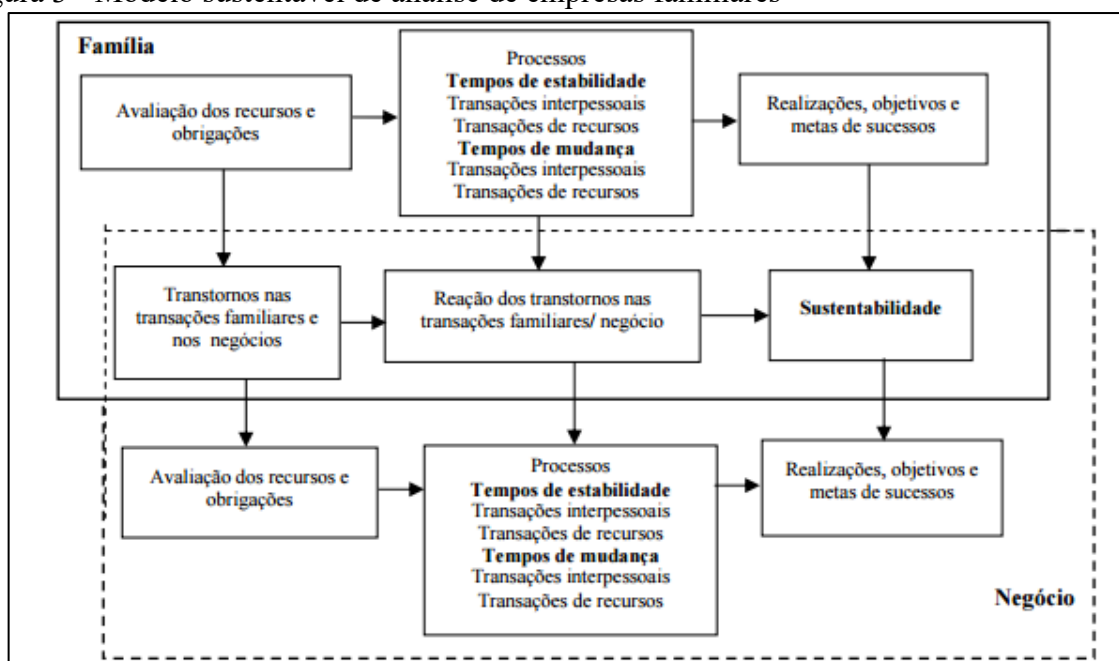 Figura 3 - Modelo sustentável de análise de empresas familiares
Família
Avaliação dos recursos e
obrigações
Processos
Tempos de estabilidade
Transações interpessoais
Transações de recursos
Tempos de mudança
Transações interpessoais
Transações de recursos
Realizações, objetivos e
metas de sucessos
Transtornos nas
transações familiares e
nos negócios
Reação dos transtornos nas
transações familiares/ negócio
Sustentabilidade
Avaliação dos recursos e
obrigações
Processos
Tempos de estabilidade
Transações interpessoais
Transações de recursos
Tempos de mudança
Transações interpessoais
Transações de recursos
Realizações, objetivos e
metas de sucessos
Negócio